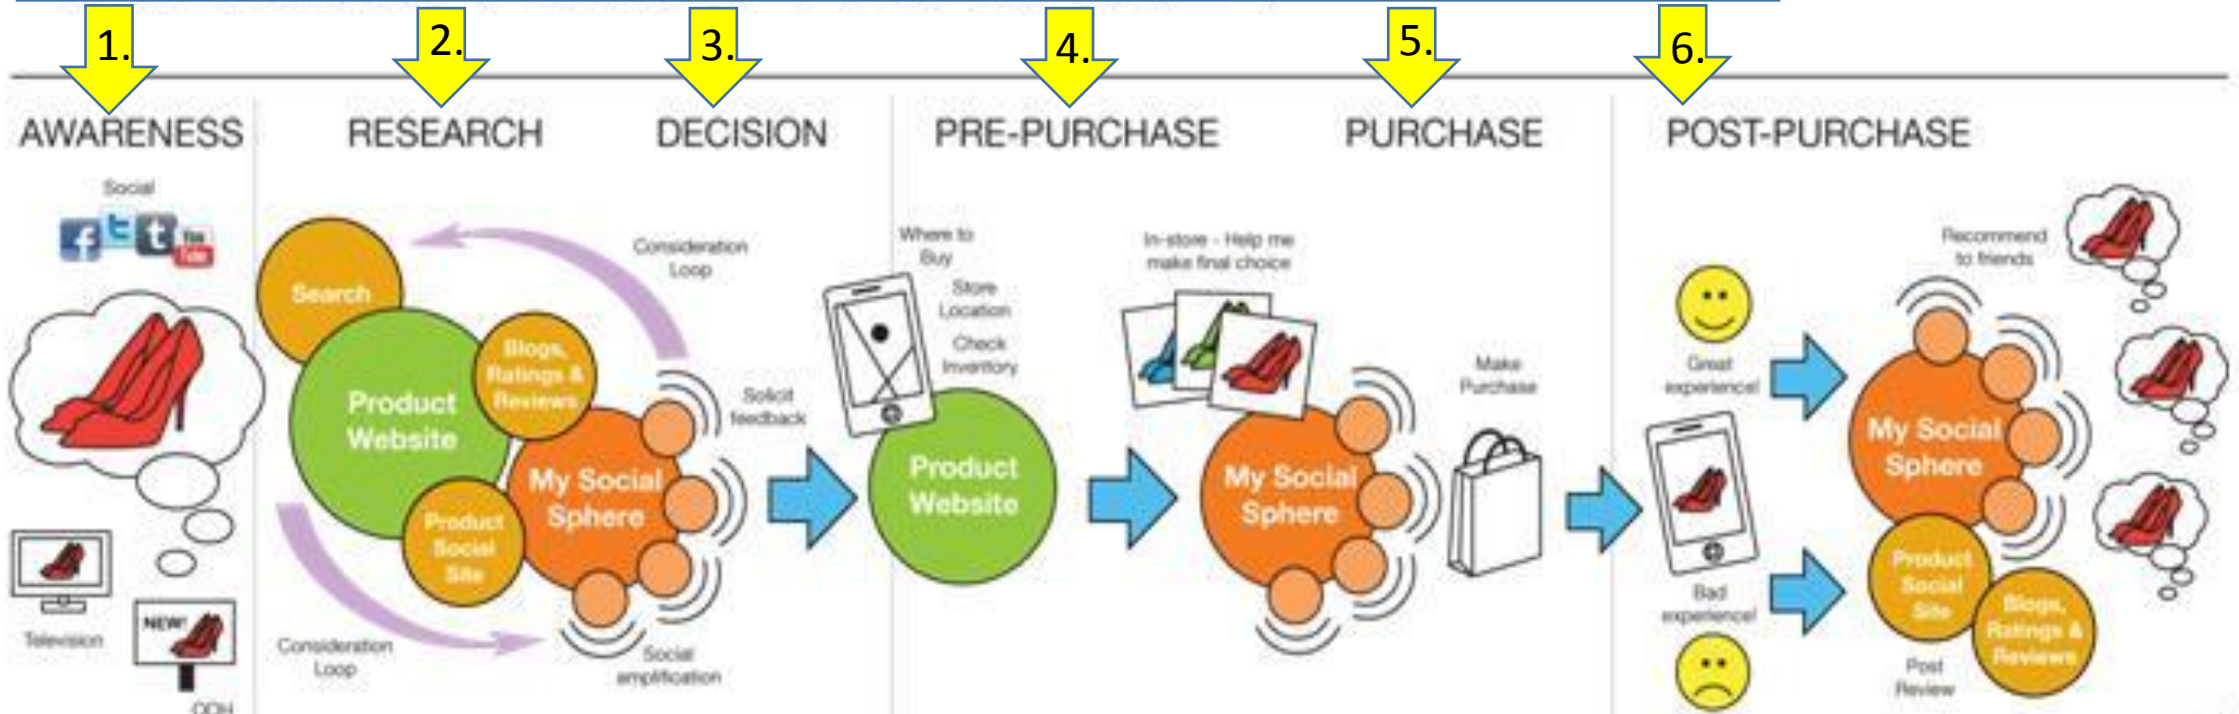 1.
2.
3.
4.
5.
6.
AWARENESS
RESEARCH
DECISION
PRE-PURCHASE
PURCHASE
POST-PURCHASE
Social
f
t
t
You
Tube
Television
NEW!
OOH
Search
Product
Website
Blogs,
Ratings &
Reviews
Product
Social
Site
My Social
Sphere
Consideration
Loop
Consideration
Loop
Solicit
feedback
Social
amplification
Where to
Buy
Store
Location
Check
Inventory
Product
Website
In-store - Help me
make final choice
My Social
Sphere
Make
Purchase
Great
experience!
Bad
experience!
Recommend
to friends
My Social
Sphere
Product
Social
Site
Blogs,
Ratings &
Reviews
Post
Review